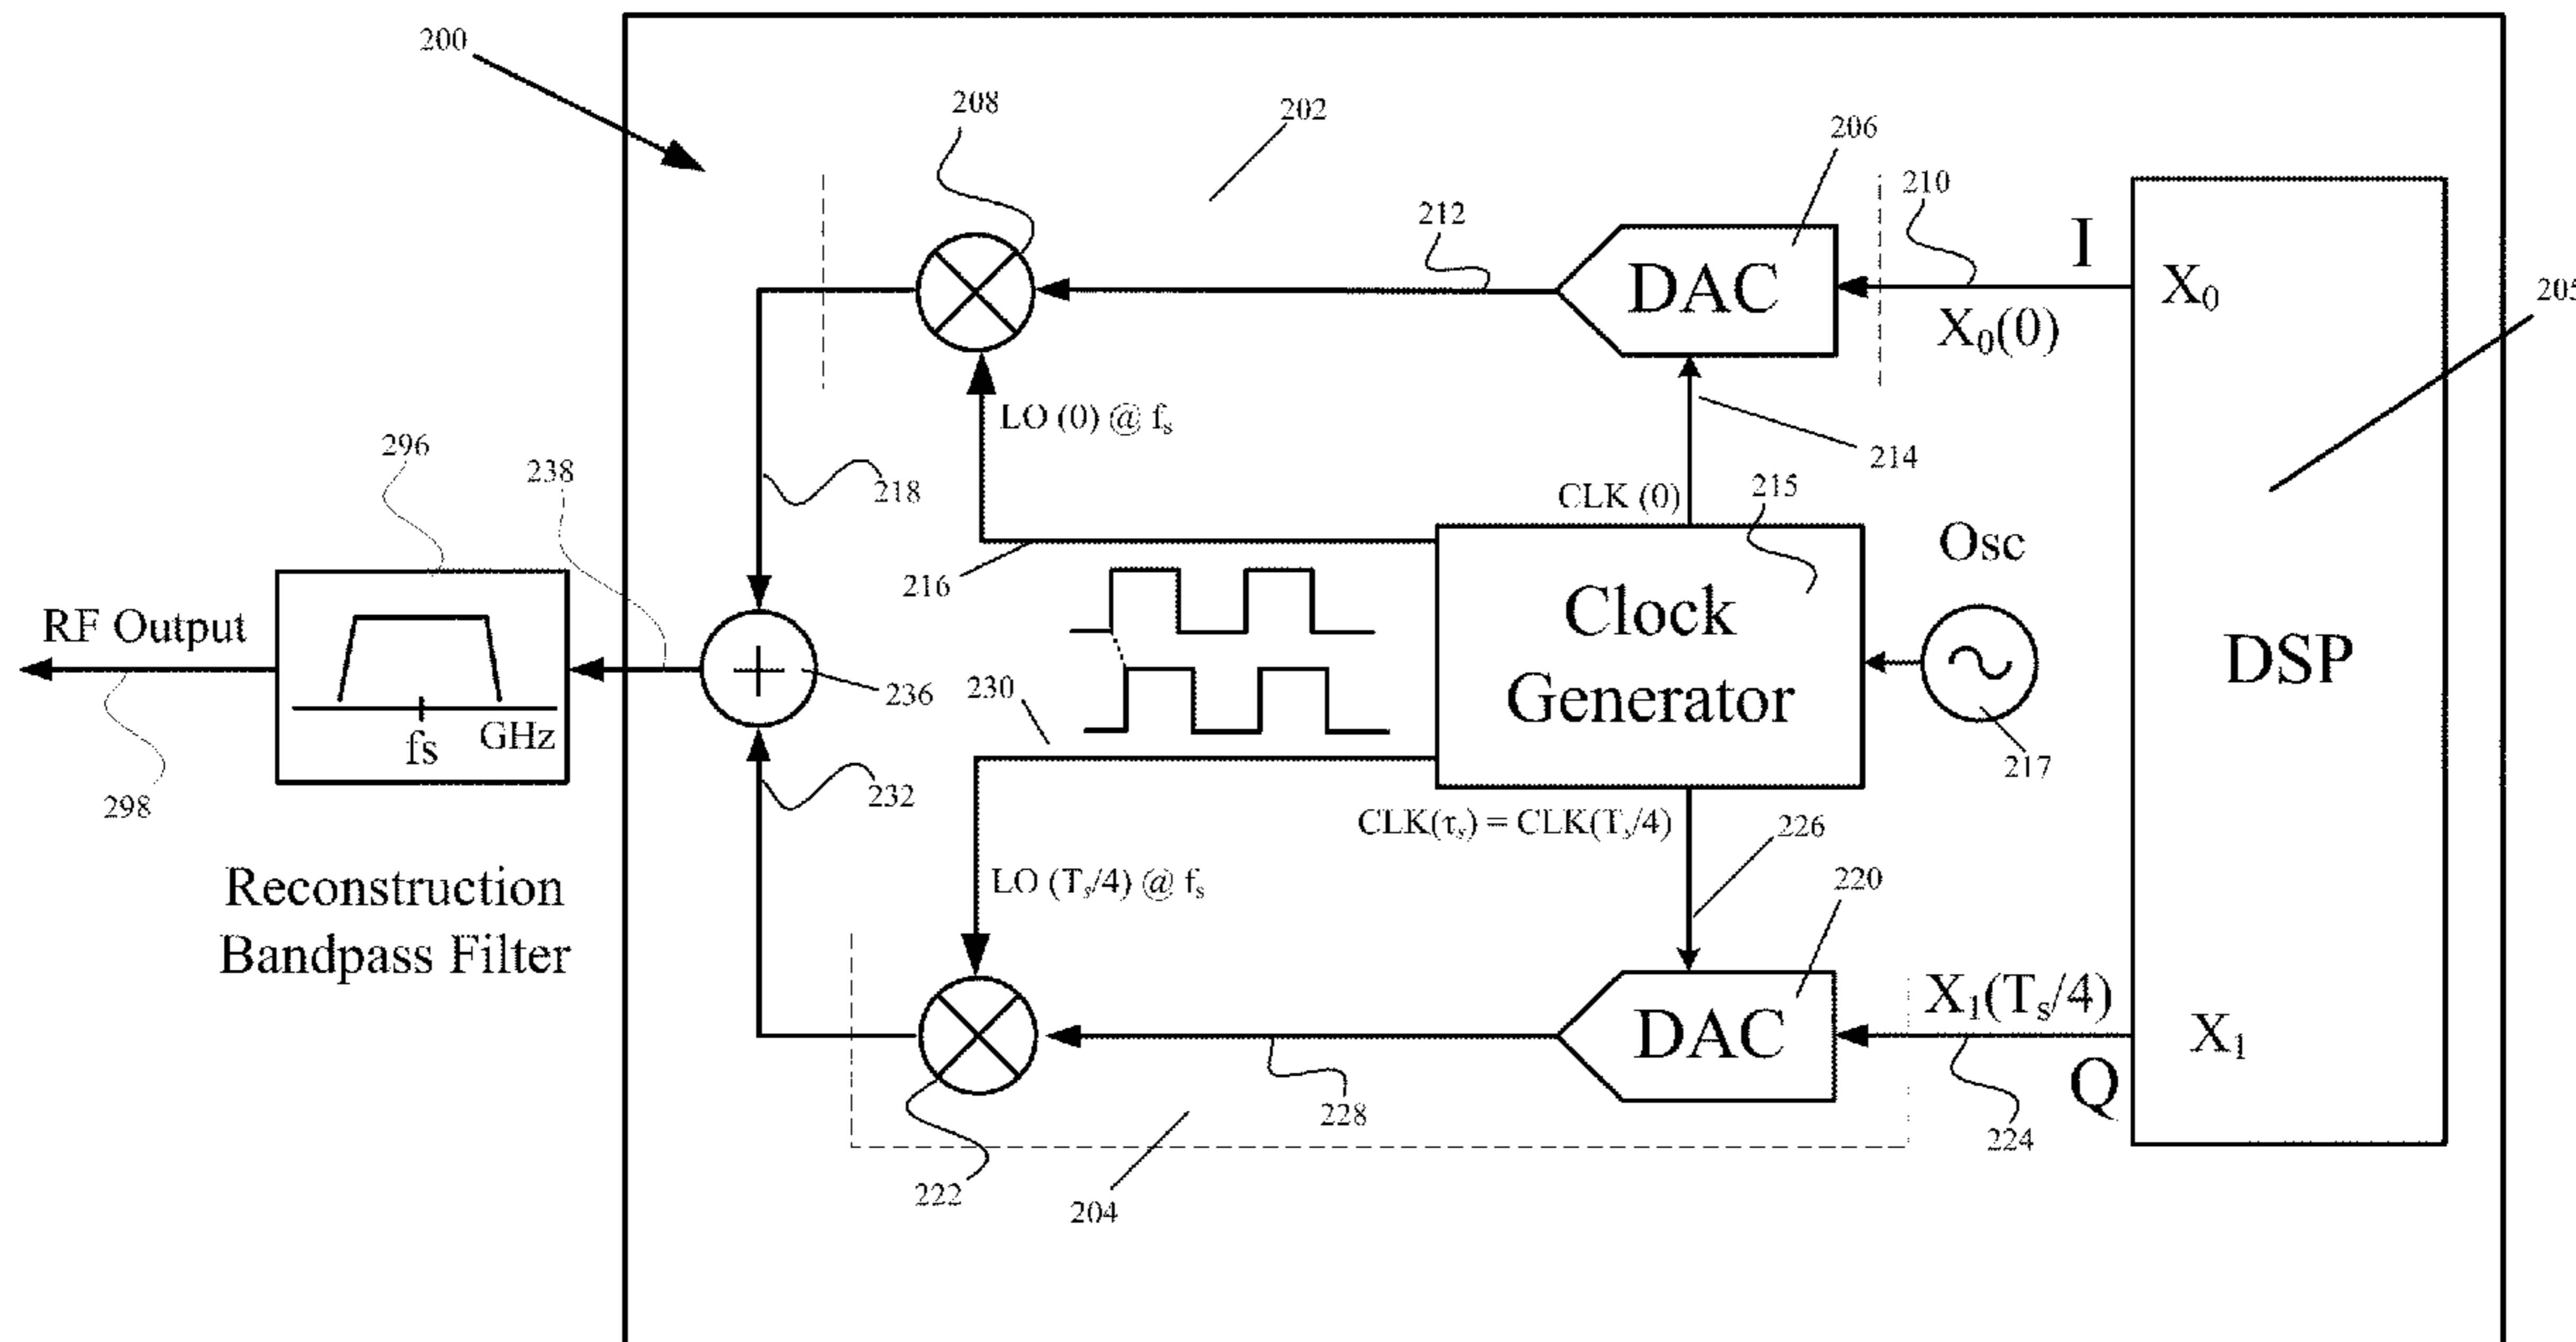 200
208
202
206
210
I
212
DAC
X₀
205
X₀(0)
LO (0) @ fₛ
296
238
218
214
CLK (0)
215
Osc
216
Clock
Generator
RF Output
DSP
236
230
fs
GHz
217
298
232
CLK(τₛ) = CLK(Tₛ/4)
226
Reconstruction
Bandpass Filter
LO (Tₛ/4) @ fₛ
220
X₁(Tₛ/4)
DAC
X₁
Q
228
224
222
204